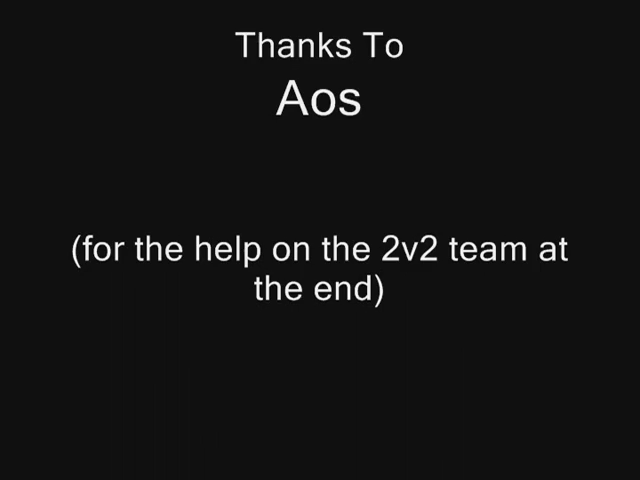 Thanks To
Aos
(for the help on the 2v2 team at
the end)